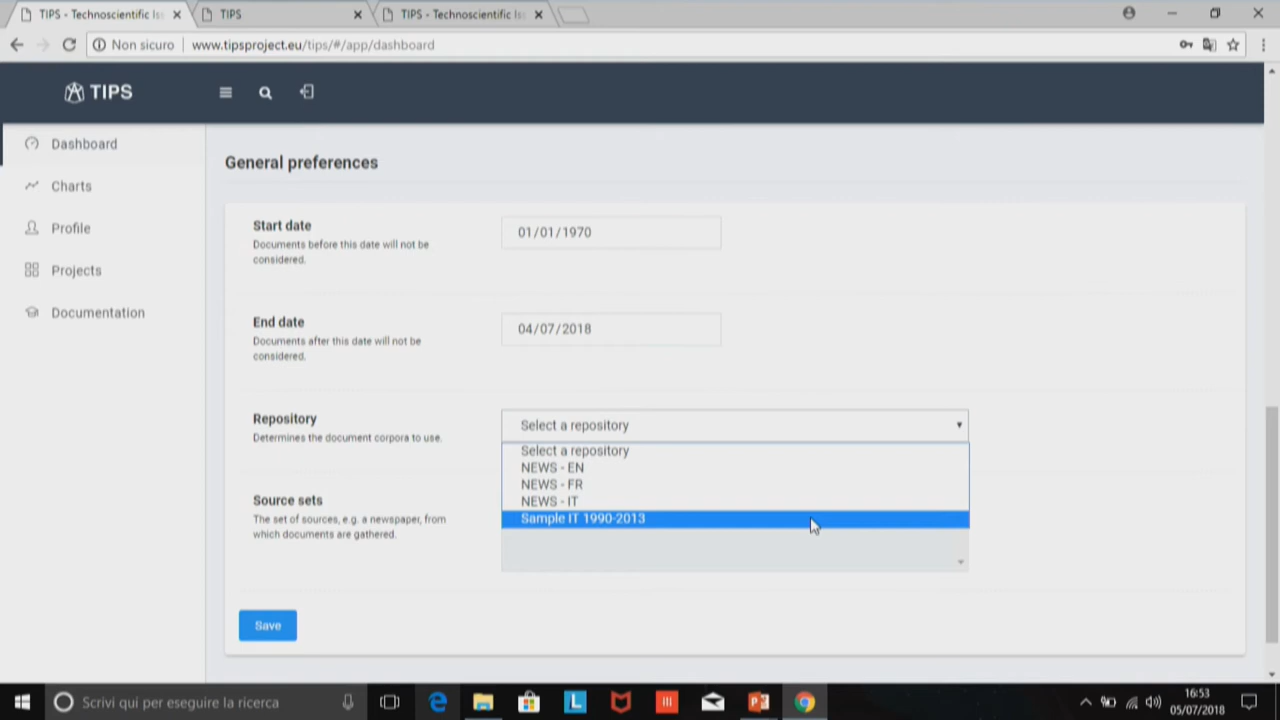 TIPS - Technoscientific Is
TIPS
TIPS - Technoscientific Is
Non sicuro
www.tipsproject.eu/tips/#/app/dashboard
TIPS
Dashboard
Charts
Profile
Projects
Documentation
General preferences
Start date
Documents before this date will not be
considered.
01/01/1970
End date
Documents after this date will not be
considered.
04/07/2018
Repository
Determines the document corpora to use.
Select a repository
Select a repository
NEWS - EN
NEWS - FR
NEWS - IT
Sample IT 1990-2013
Source sets
The set of sources, e.g. a newspaper, from
which documents are gathered.
Save
Scrivi qui per eseguire la ricerca
16:53
05/07/2018